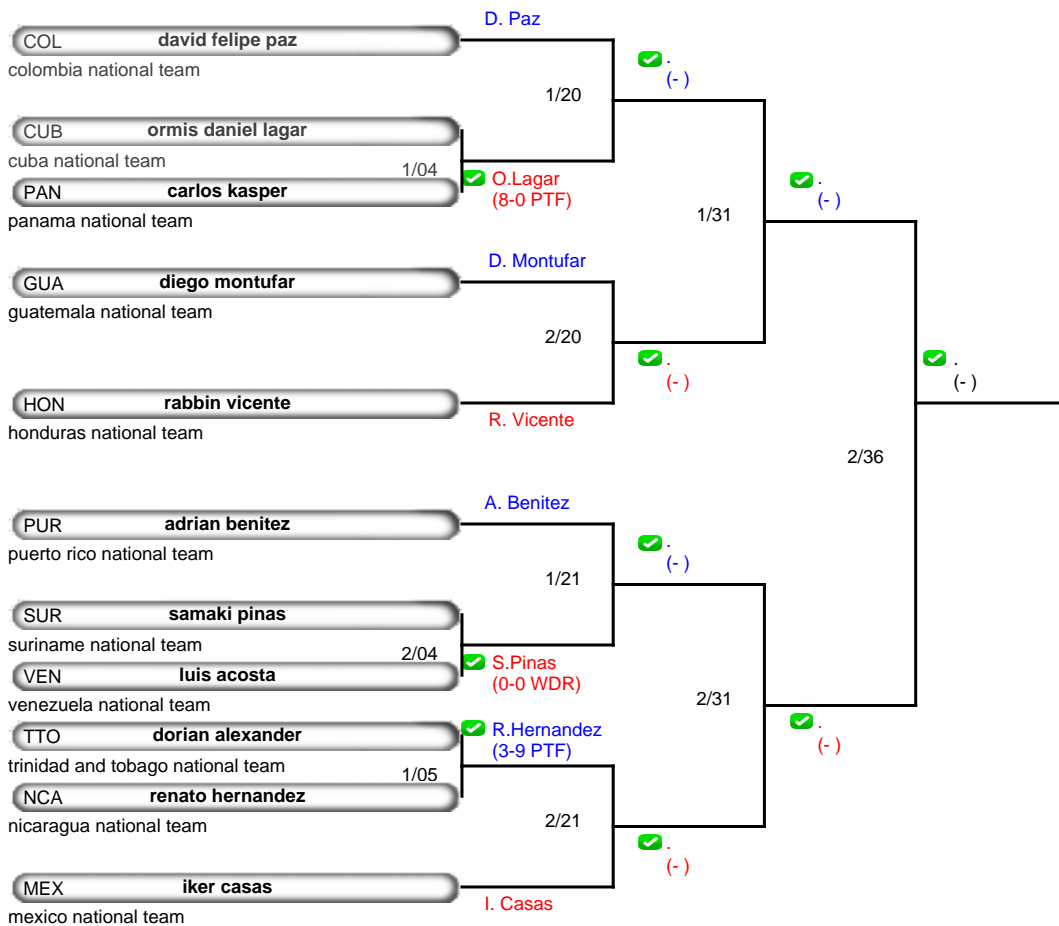 D. Paz
COL david felipe paz
colombia national team
.
(- )
1/20
CUB ormis daniel lagar
cuba national team
1/04
PAN carlos kasper
panama national team
O.Lagar
(8-0 PTF)
.
(- )
1/31
D. Montufar
GUA diego montufar
guatemala national team
2/20
.
(- )
HON rabbin vicente
honduras national team
R. Vicente
.
(- )
2/36
A. Benitez
PUR adrian benitez
puerto rico national team
.
(- )
1/21
SUR samaki pinas
suriname national team
2/04
VEN luis acosta
venezuela national team
S.Pinas
(0-0 WDR)
2/31
TTO dorian alexander
trinidad and tobago national team
R.Hernandez
(3-9 PTF)
.
(- )
1/05
NCA renato hernandez
nicaragua national team
2/21
.
(- )
MEX iker casas
mexico national team
I. Casas